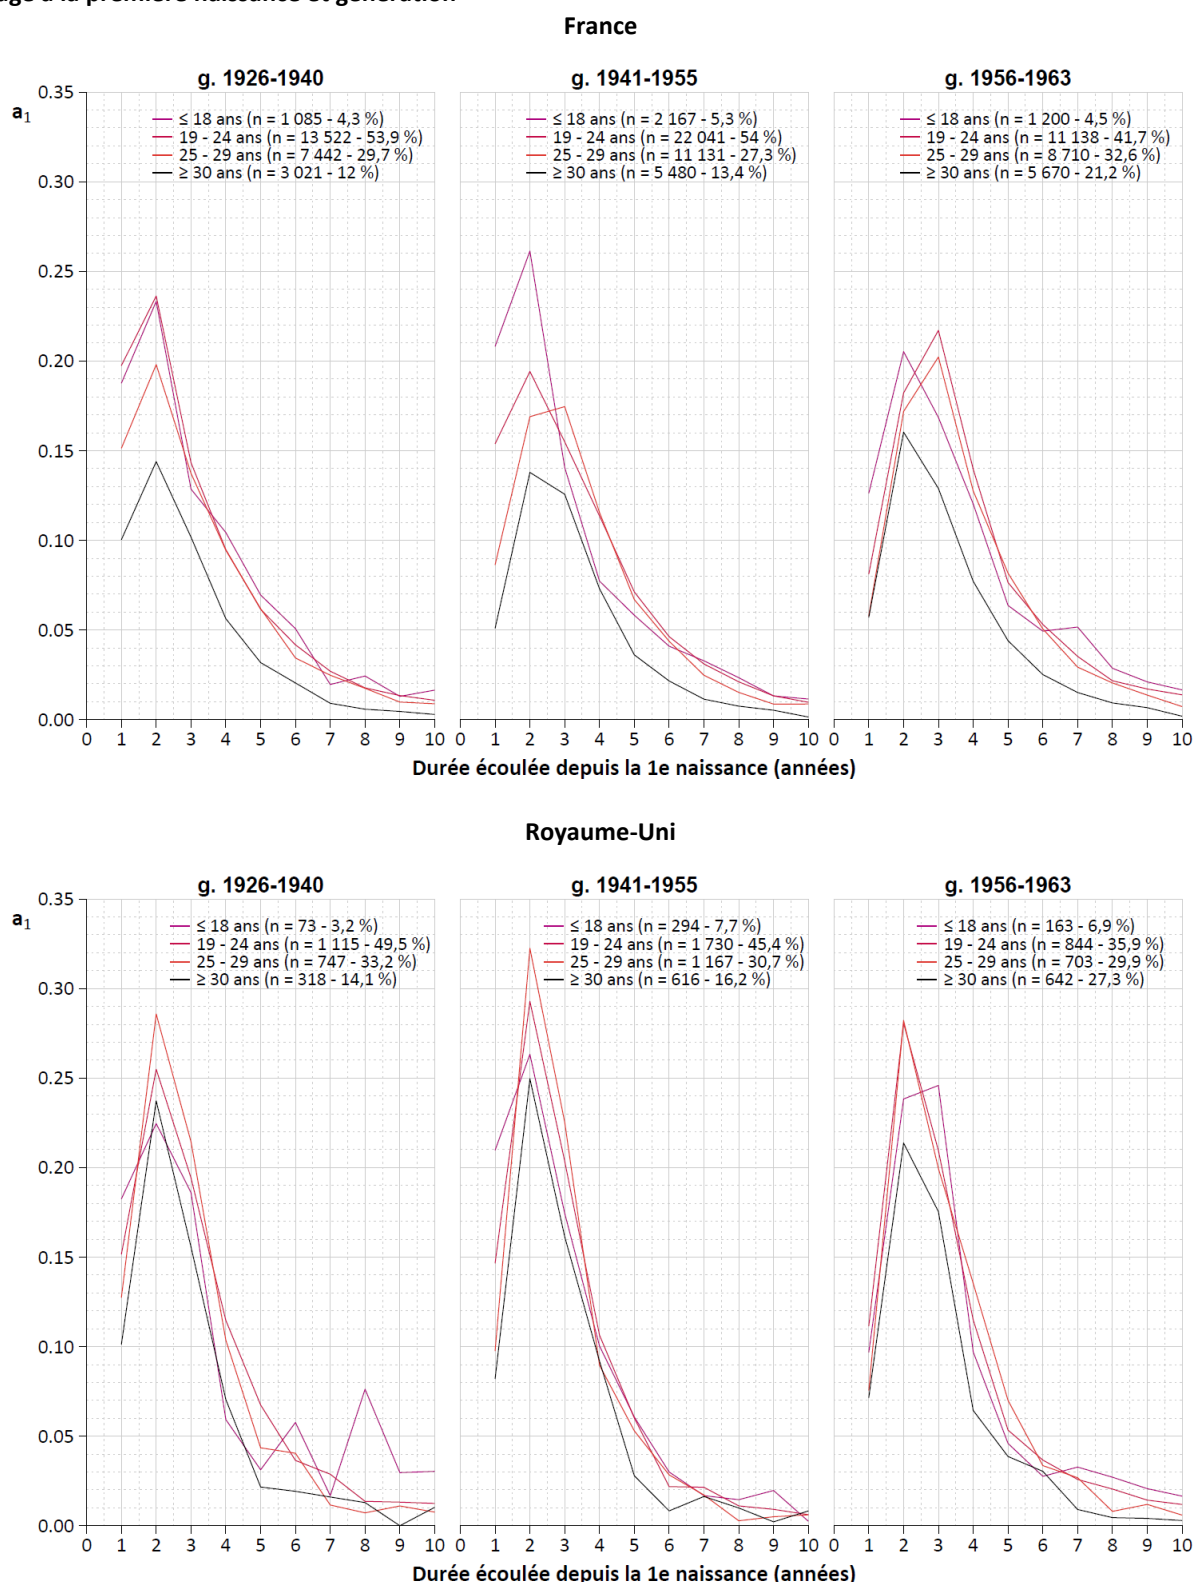 âge à la première naissance et génération
France
g. 1926-1940
g. 1941-1955
g. 1956-1963
a1
≤ 18 ans (n = 1 085 - 4,3 %)
19 - 24 ans (n = 13 522 - 53,9 %)
25 - 29 ans (n = 7 442 - 29,7 %)
≥ 30 ans (n = 3 021 - 12 %)
≤ 18 ans (n = 2 167 - 5,3 %)
19 - 24 ans (n = 22 041 - 54 %)
25 - 29 ans (n = 11 131 - 27,3 %)
≥ 30 ans (n = 5 480 - 13,4 %)
≤ 18 ans (n = 1 200 - 4,5 %)
19 - 24 ans (n = 11 138 - 41,7 %)
25 - 29 ans (n = 8 710 - 32,6 %)
≥ 30 ans (n = 5 670 - 21,2 %)
0.35
0.30
0.25
0.20
0.15
0.10
0.05
0.00
0 1 2 3 4 5 6 7 8 9 10
0 1 2 3 4 5 6 7 8 9 10
0 1 2 3 4 5 6 7 8 9 10
Durée écoulée depuis la 1e naissance (années)
Royaume-Uni
g. 1926-1940
g. 1941-1955
g. 1956-1963
a1
≤ 18 ans (n = 73 - 3,2 %)
19 - 24 ans (n = 1 115 - 49,5 %)
25 - 29 ans (n = 747 - 33,2 %)
≥ 30 ans (n = 318 - 14,1 %)
≤ 18 ans (n = 294 - 7,7 %)
19 - 24 ans (n = 1 730 - 45,4 %)
25 - 29 ans (n = 1 167 - 30,7 %)
≥ 30 ans (n = 616 - 16,2 %)
≤ 18 ans (n = 163 - 6,9 %)
19 - 24 ans (n = 844 - 35,9 %)
25 - 29 ans (n = 703 - 29,9 %)
≥ 30 ans (n = 642 - 27,3 %)
0.35
0.30
0.25
0.20
0.15
0.10
0.05
0.00
0 1 2 3 4 5 6 7 8 9 10
0 1 2 3 4 5 6 7 8 9 10
0 1 2 3 4 5 6 7 8 9 10
Durée écoulée depuis la 1e naissance (années)